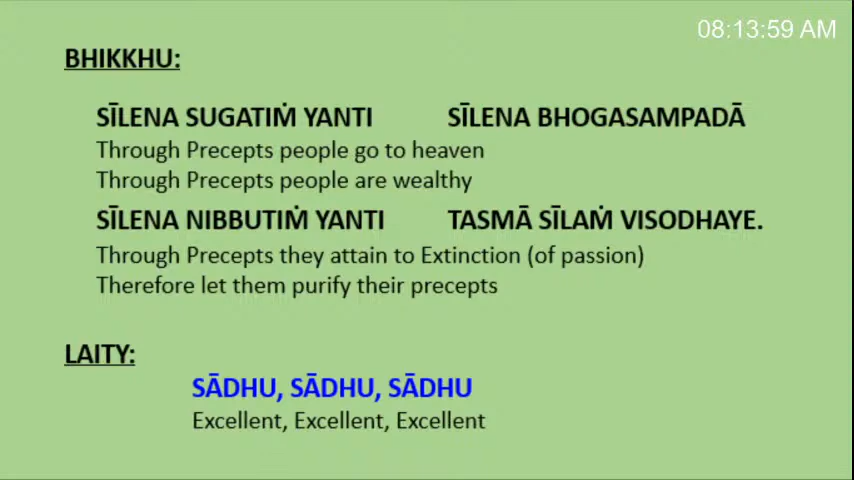 08:13:59 AM
BHIKKHU:
SĪLENA SUGATIṀ YANTI SĪLENA BHOGASAMPADĀ
Through Precepts people go to heaven
Through Precepts people are wealthy
SĪLENA NIBBUTIṀ YANTI TASMĀ SĪLAṀ VISODHAYE.
Through Precepts they attain to Extinction (of passion)
Therefore let them purify their precepts
LAITY:
SĀDHU, SĀDHU, SĀDHU
Excellent, Excellent, Excellent